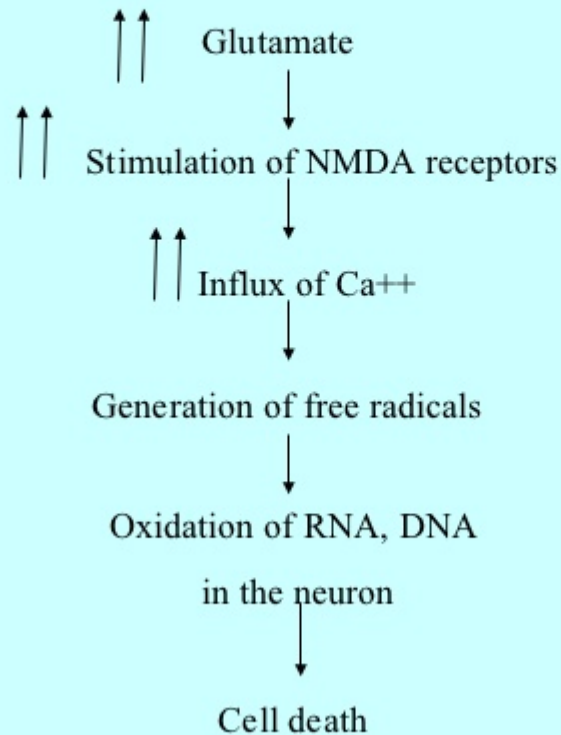 Glutamate
Stimulation of NMDA receptors
Influx of Ca++
Generation of free radicals
Oxidation of RNA, DNA
in the neuron
Cell death